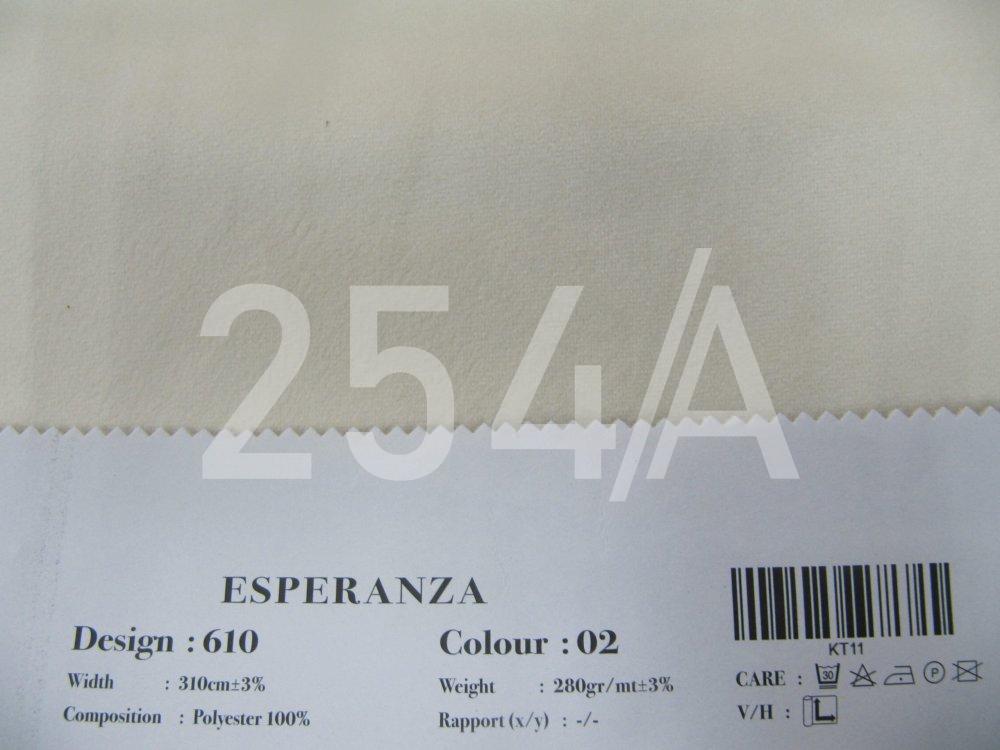 254/A
ESPERANZA
Design : 610
Colour : 02
KT11
Width : 310cm±3%
Weight : 280gr/mt±3%
CARE : 30 P
Composition : Polyester 100%
Rapport (x/y) : -/-
V/H :